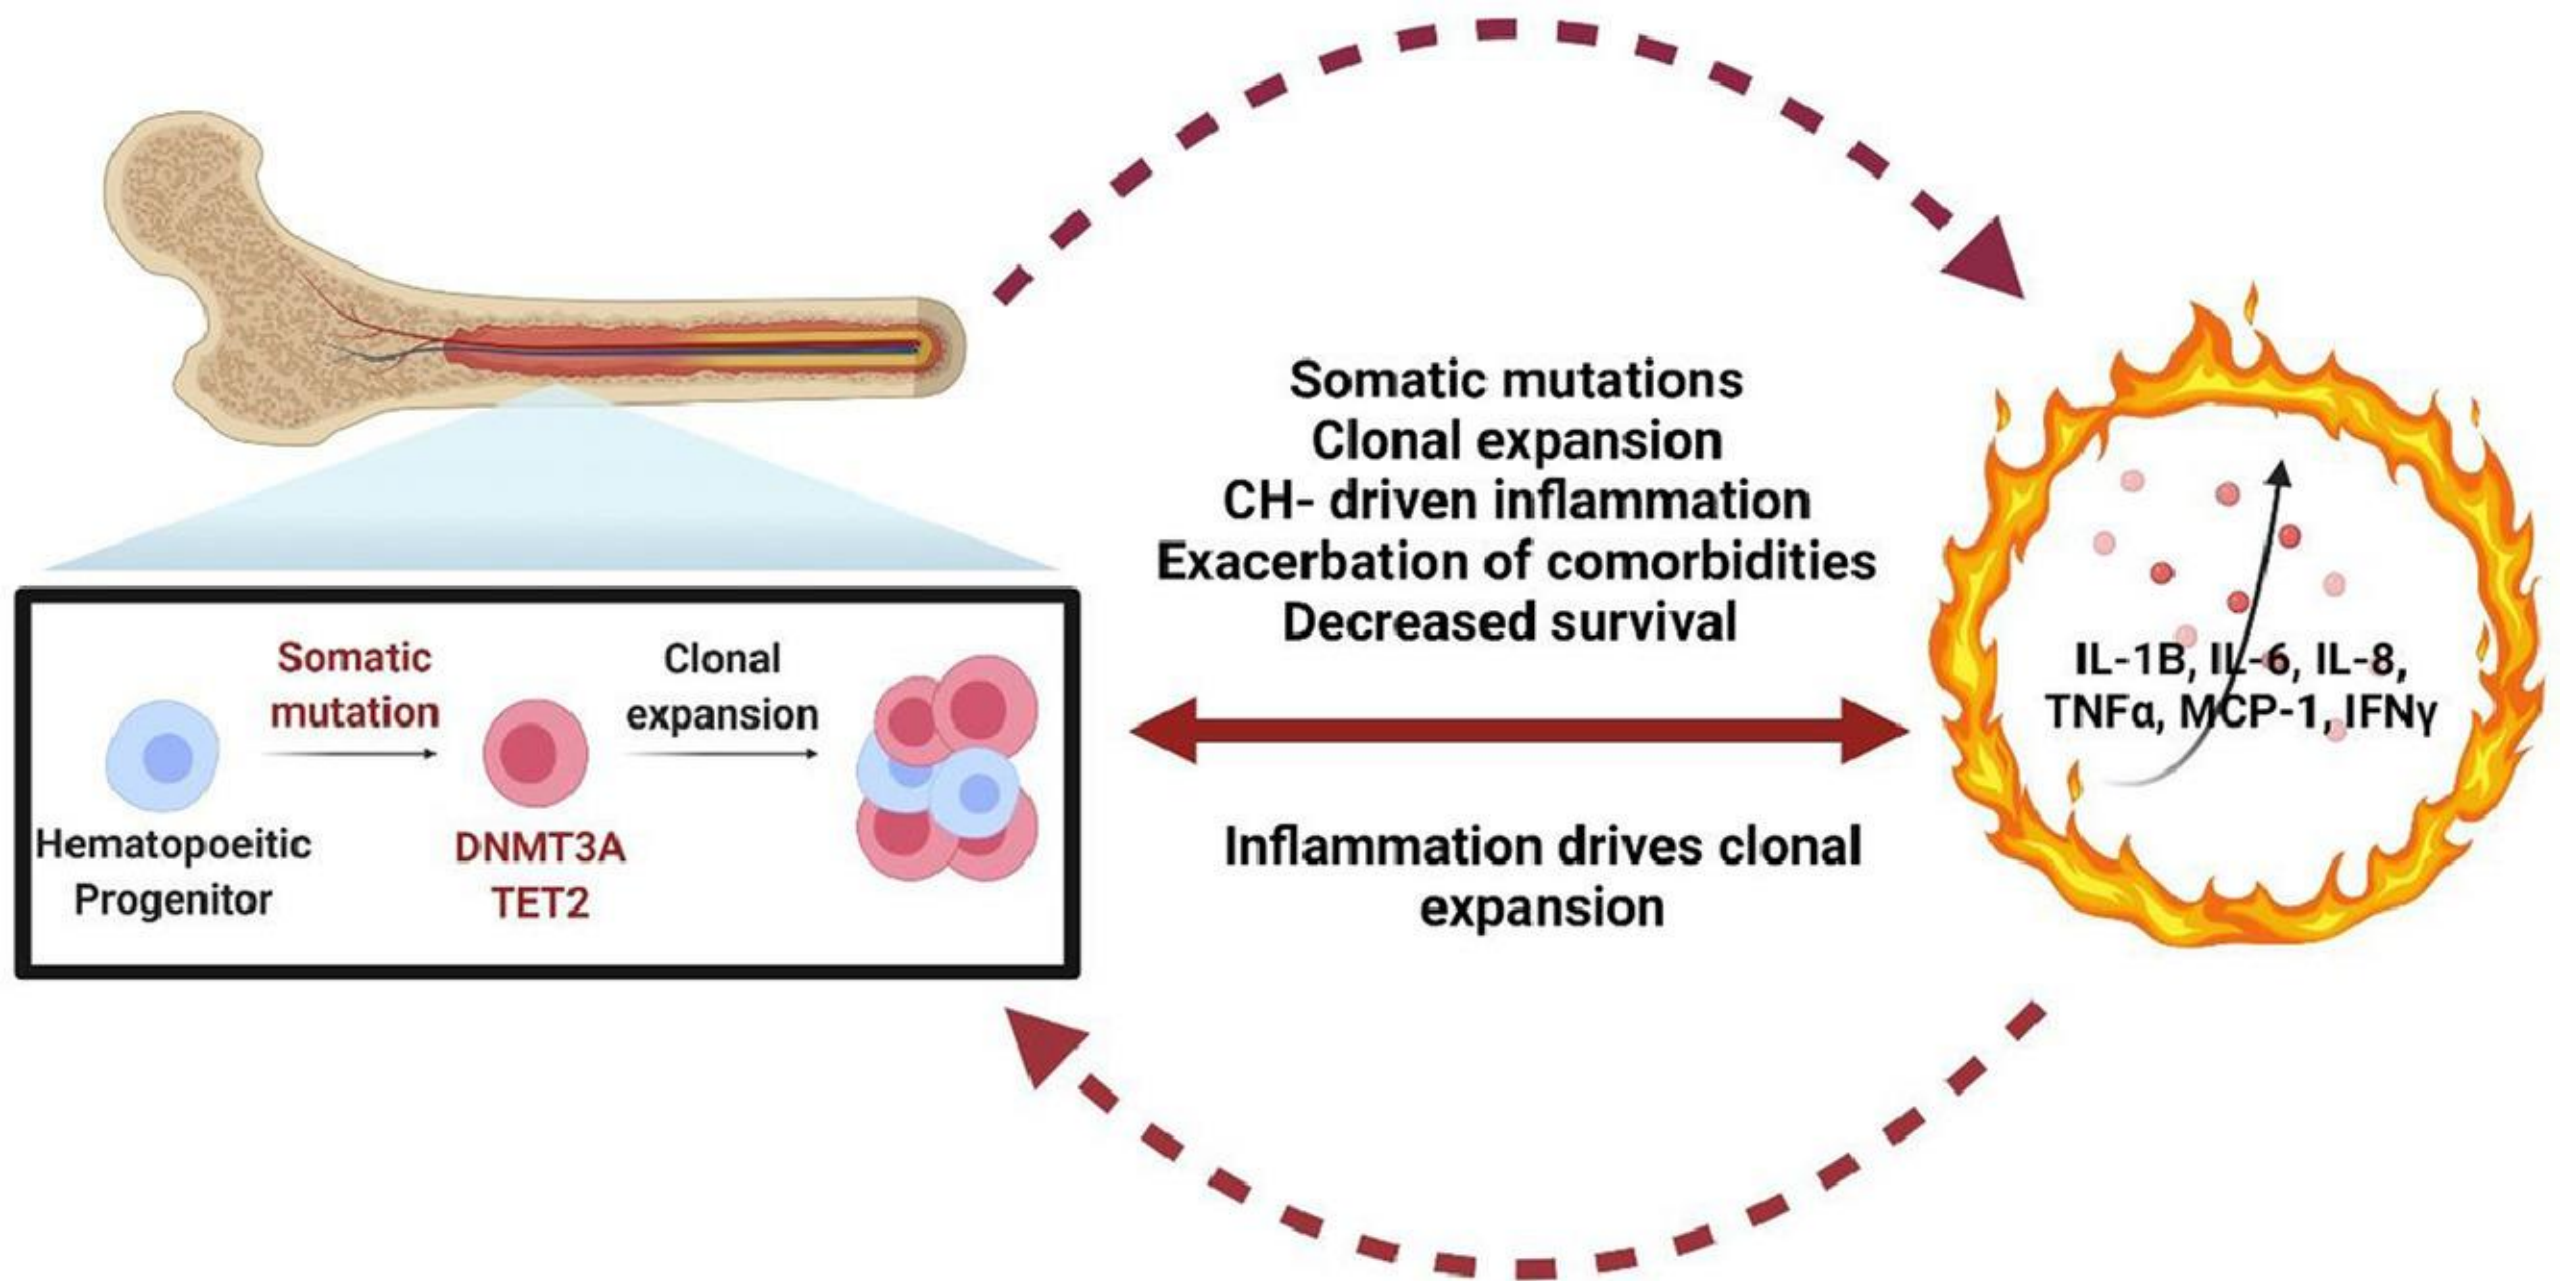 Somatic mutations
Clonal expansion
CH- driven inflammation
Exacerbation of comorbidities
Decreased survival
Inflammation drives clonal
expansion
Somatic
mutation
Clonal
expansion
Hematopoeitic
Progenitor
DNMT3A
TET2
IL-1B, IL-6, IL-8,
TNFα, MCP-1, IFNγ